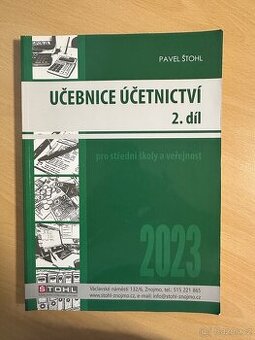 PAVEL ŠTOHL
UČEBNICE ÚČETNICTVÍ
2. díl
pro střední školy a veřejnost
2023
ŠTOHL
Václavské náměstí 132/6, Znojmo, tel.: 515 221 865
www.stohl-znojmo.cz, e-mail: info@stohl-znojmo.cz